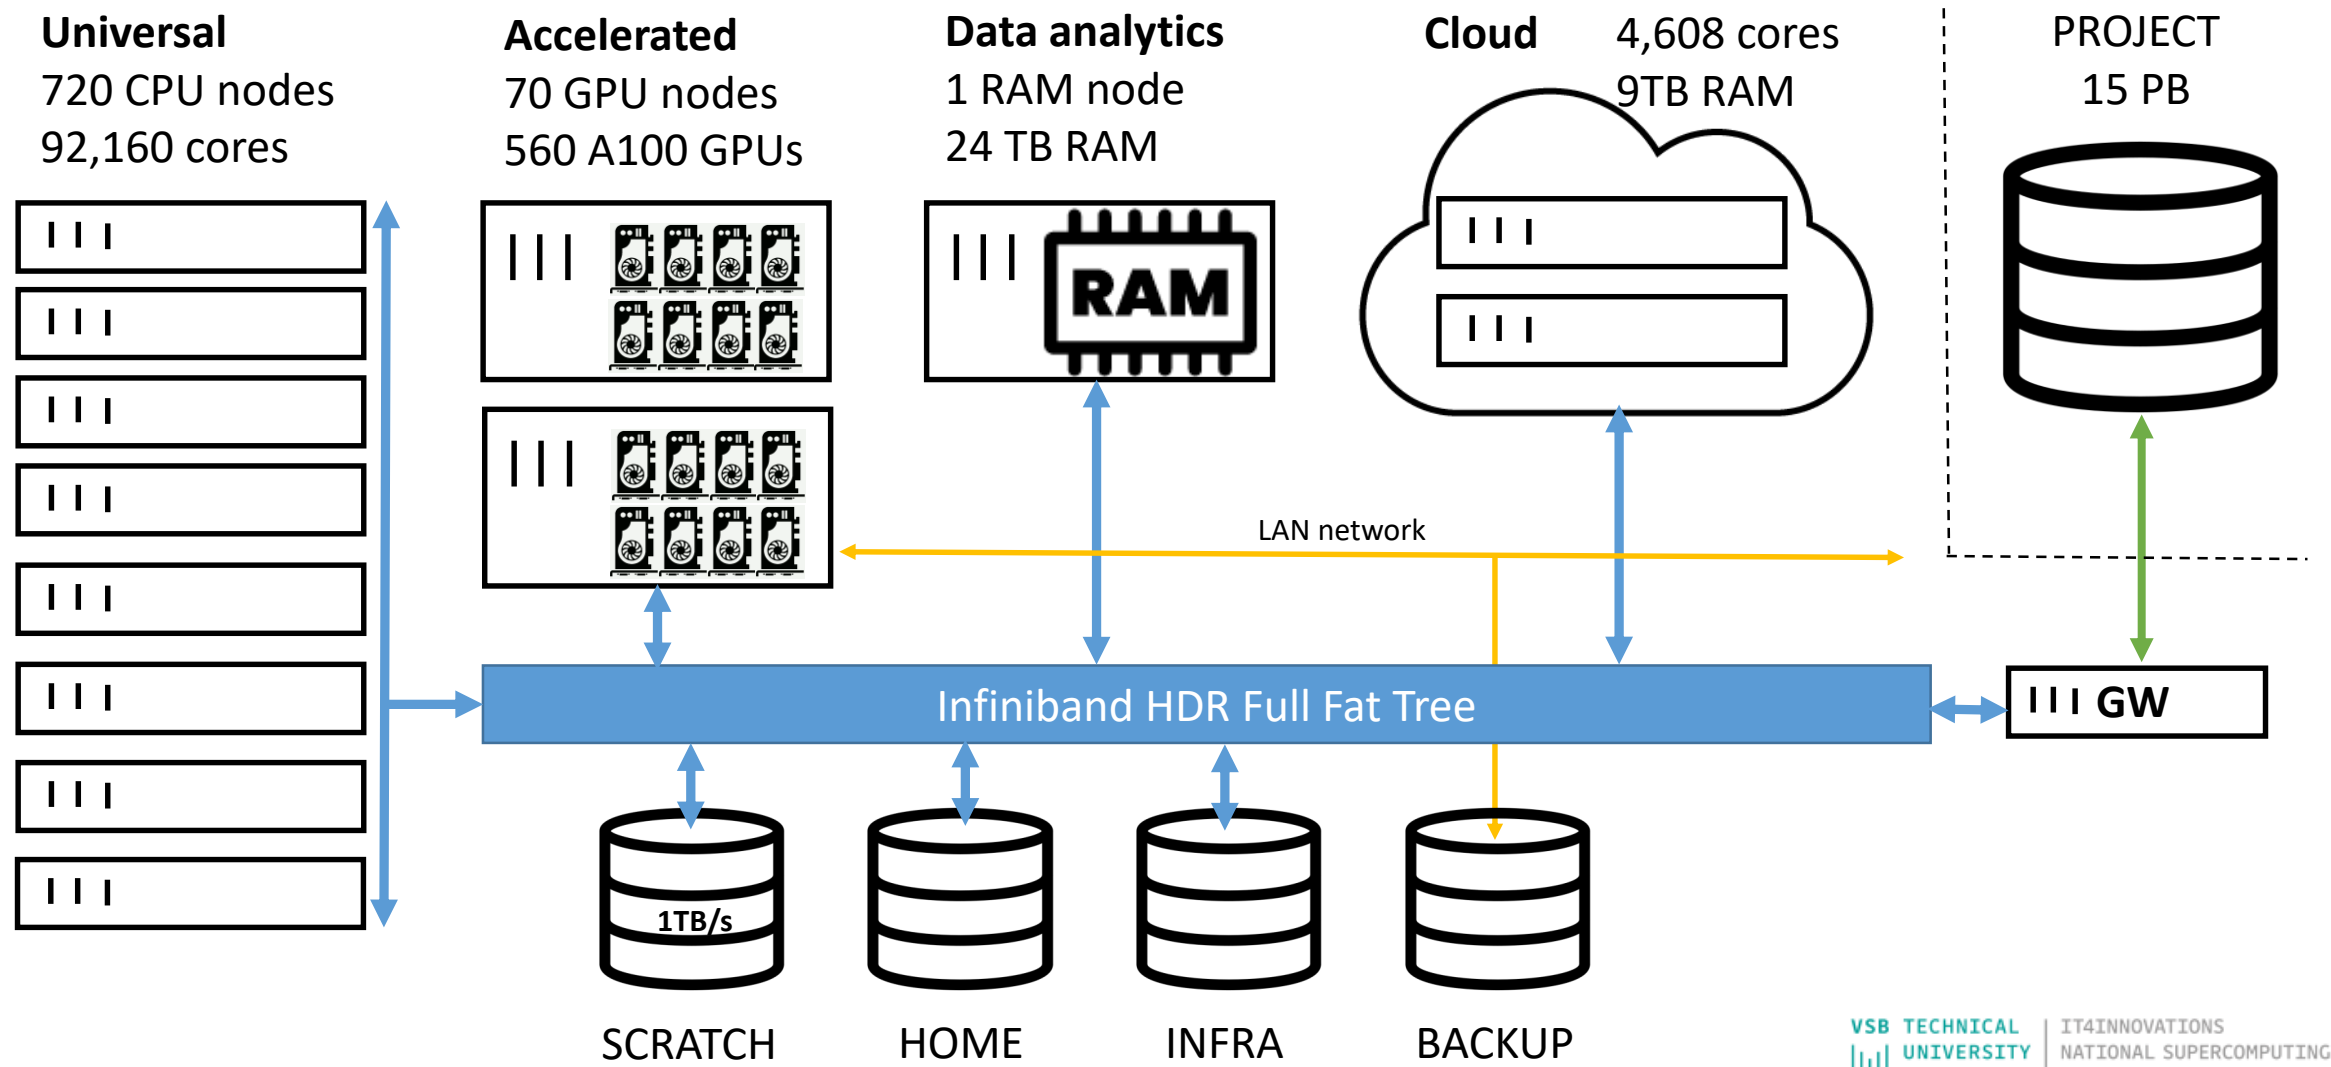 Universal
720 CPU nodes
92,160 cores
Accelerated
70 GPU nodes
560 A100 GPUs
Data analytics
1 RAM node
24 TB RAM
Cloud
4,608 cores
9TB RAM
PROJECT
15 PB
RAM
LAN network
Infiniband HDR Full Fat Tree
GW
1TB/s
SCRATCH
HOME
INFRA
BACKUP
VSB TECHNICAL
UNIVERSITY
IT4INNOVATIONS
NATIONAL SUPERCOMPUTING